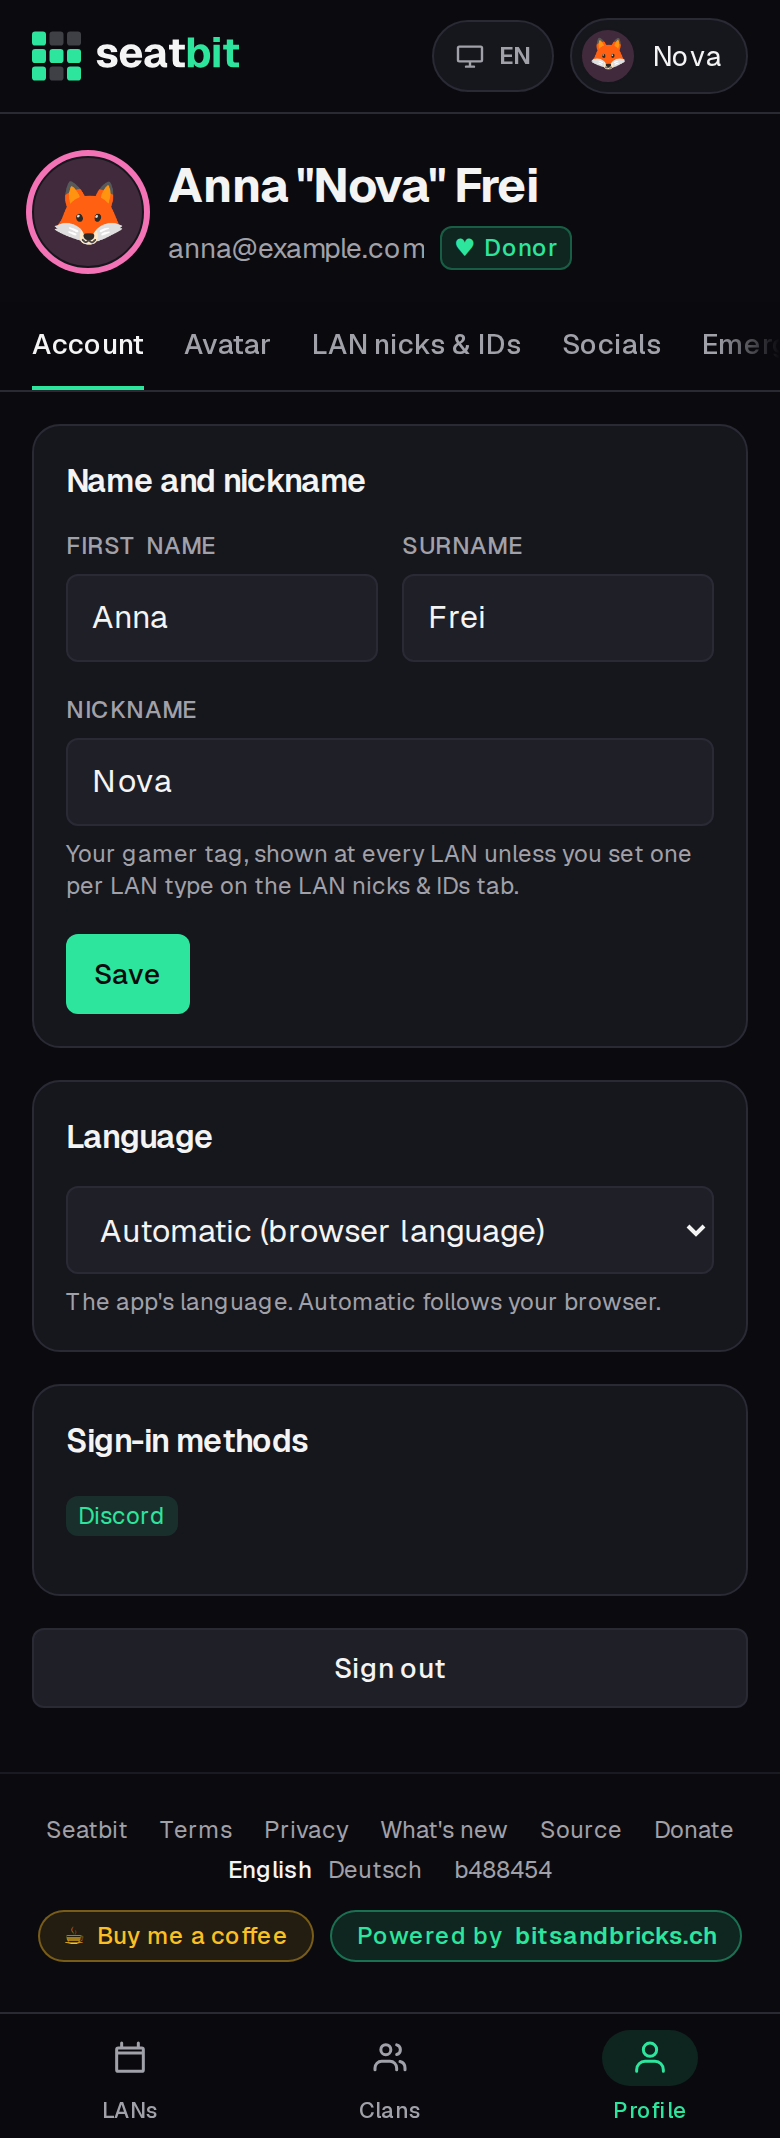 seatbit
EN
Nova
Anna "Nova" Frei
anna@example.com
♥ Donor
Account Avatar LAN nicks & IDs Socials
Name and nickname
FIRST NAME SURNAME
Anna Frei
NICKNAME
Nova
Your gamer tag, shown at every LAN unless you set one
per LAN type on the LAN nicks & IDs tab.
Save
Language
Automatic (browser language)
The app's language. Automatic follows your browser.
Sign-in methods
Discord
Sign out
Seatbit Terms Privacy What's new Source Donate
English Deutsch b488454
☕ Buy me a coffee Powered by bitsandbricks.ch
LANs Clans Profile